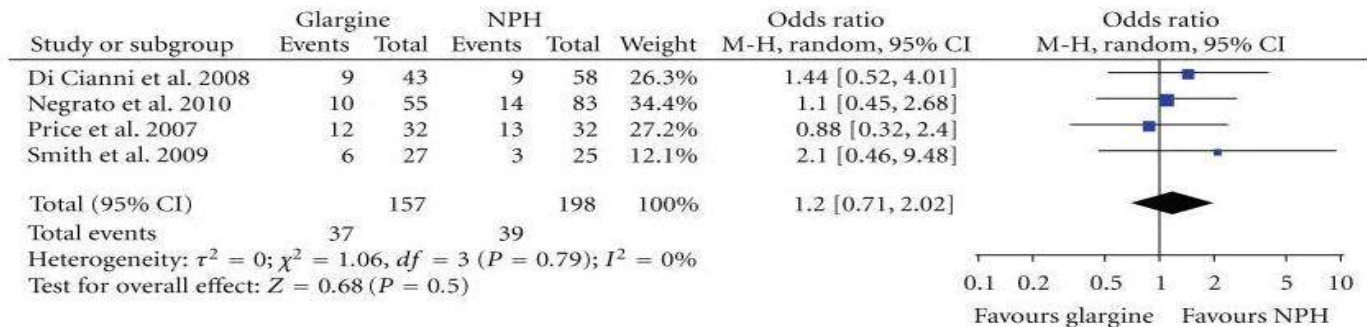 Glargine NPH Odds ratio Odds ratio
Study or subgroup Events Total Events Total Weight M-H, random, 95% CI M-H, random, 95% CI
Di Cianni et al. 2008 9 43 9 58 26.3% 1.44 [0.52, 4.01]
Negrato et al. 2010 10 55 14 83 34.4% 1.1 [0.45, 2.68]
Price et al. 2007 12 32 13 32 27.2% 0.88 [0.32, 2.4]
Smith et al. 2009 6 27 3 25 12.1% 2.1 [0.46, 9.48]
Total (95% CI) 157 198 100% 1.2 [0.71, 2.02]
Total events 37 39
Heterogeneity: τ² = 0; χ² = 1.06, df = 3 (P = 0.79); I² = 0%
Test for overall effect: Z = 0.68 (P = 0.5)
0.1 0.2 0.5 1 2 5 10
Favours glargine Favours NPH